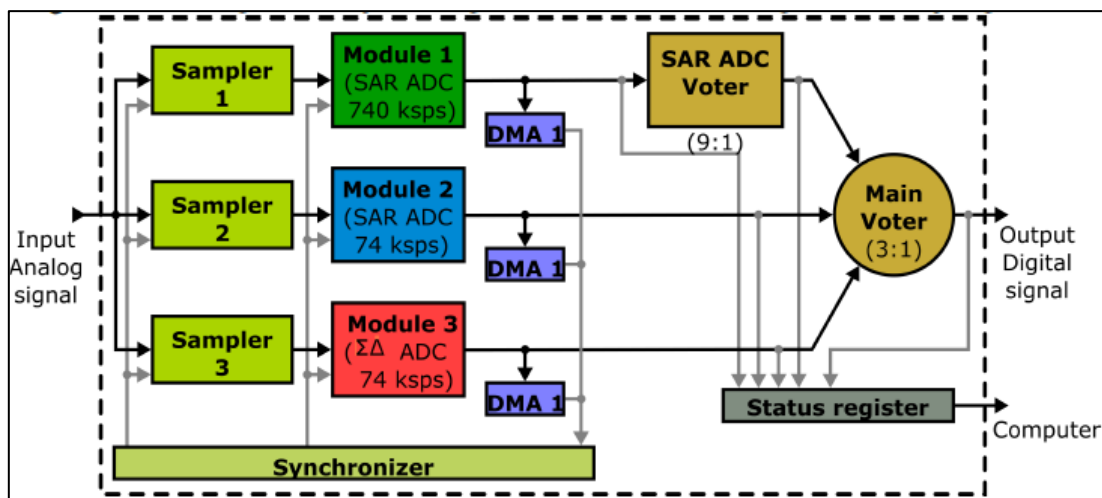 Sampler
1
Module 1
(SAR ADC
740 ksps)
SAR ADC
Voter
(9:1)
DMA 1
Input
Analog
signal
Sampler
2
Module 2
(SAR ADC
74 ksps)
DMA 1
Main
Voter
(3:1)
Output
Digital
signal
Sampler
3
Module 3
(ΣΔ ADC
74 ksps)
DMA 1
Status register
Computer
Synchronizer